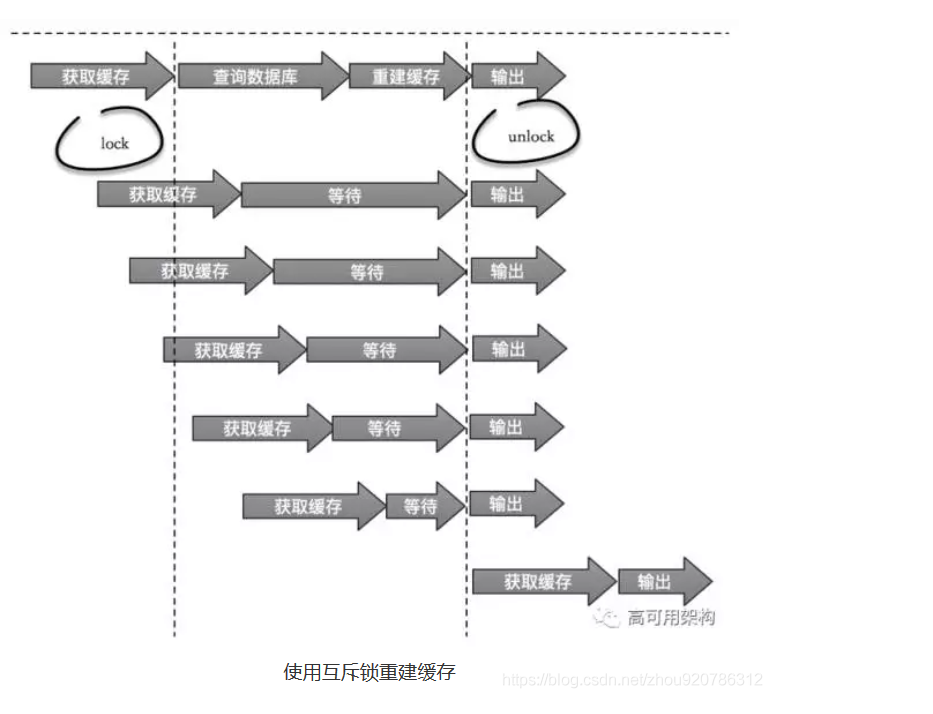 获取缓存 查询数据库 重建缓存 输出
lock unlock
获取缓存 等待 输出
获取缓存 等待 输出
获取缓存 等待 输出
获取缓存 等待 输出
获取缓存 等待 输出
获取缓存 输出
高可用架构
使用互斥锁重建缓存
https://blog.csdn.net/zhou920786312